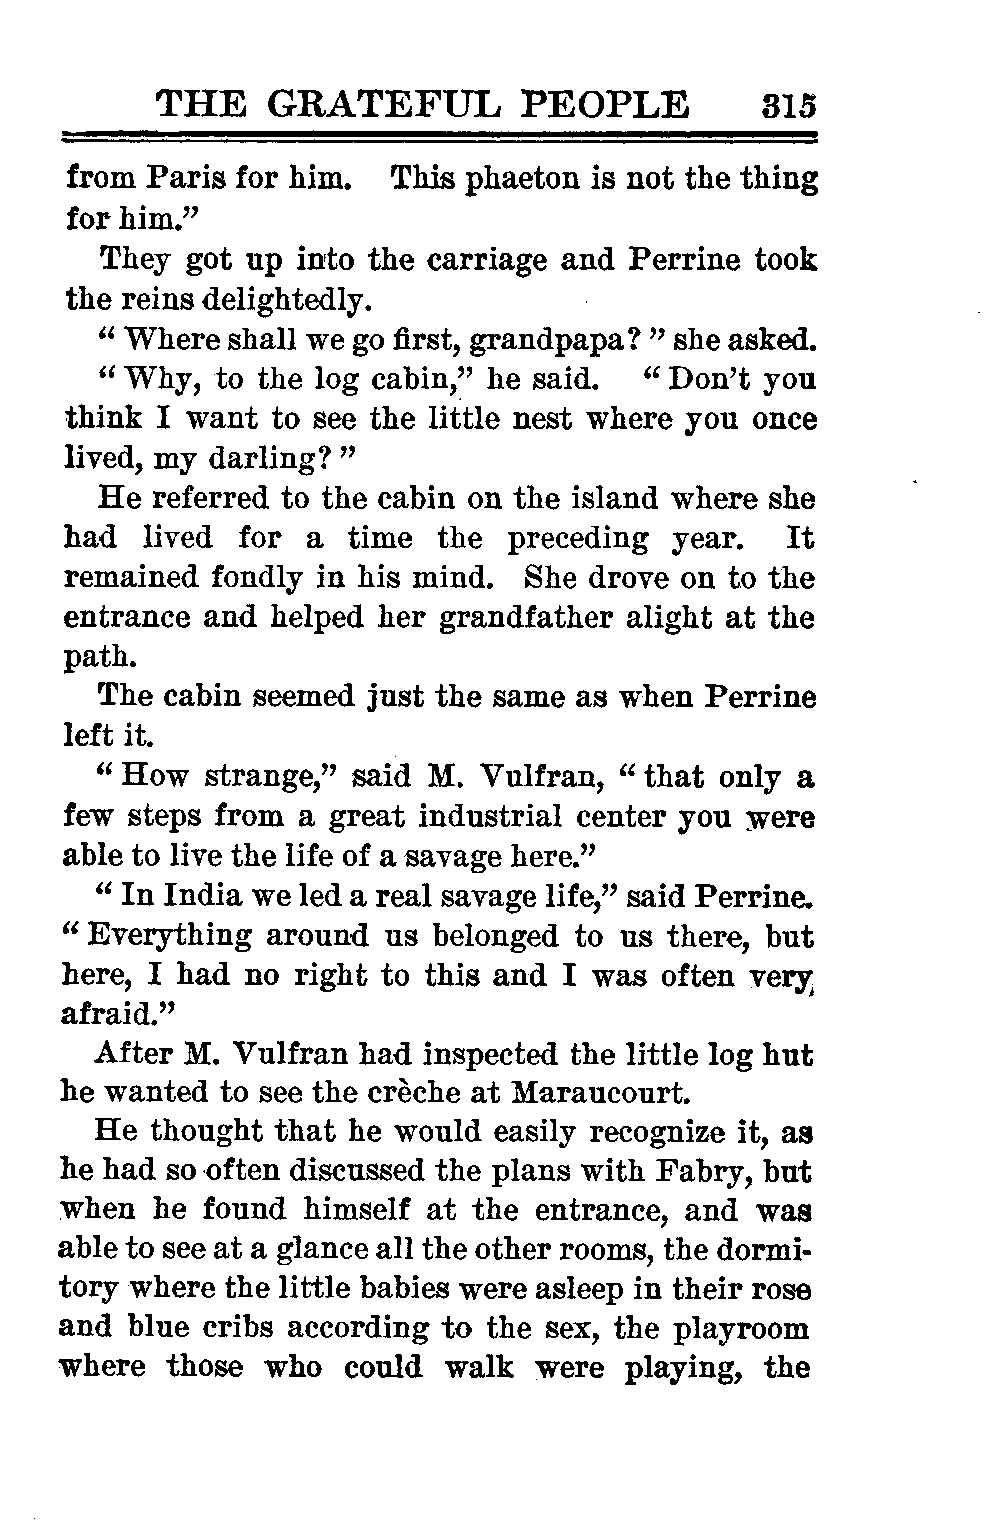 THE GRATEFUL PEOPLE 315
from Paris for him. This phaeton is not the thing
for him.”
They got up into the carriage and Perrine took
the reins delightedly.
“ Where shall we go first, grandpapa? ” she asked.
“ Why, to the log cabin,” he said. “ Don’t you
think I want to see the little nest where you once
lived, my darling? ”
He referred to the cabin on the island where she
had lived for a time the preceding year. It
remained fondly in his mind. She drove on to the
entrance and helped her grandfather alight at the
path.
The cabin seemed just the same as when Perrine
left it.
“ How strange,” said M. Vulfran, “ that only a
few steps from a great industrial center you were
able to live the life of a savage here.”
“ In India we led a real savage life,” said Perrine.
“ Everything around us belonged to us there, but
here, I had no right to this and I was often very
afraid.”
After M. Vulfran had inspected the little log hut
he wanted to see the crèche at Maraucourt.
He thought that he would easily recognize it, as
he had so often discussed the plans with Fabry, but
when he found himself at the entrance, and was
able to see at a glance all the other rooms, the dormi-
tory where the little babies were asleep in their rose
and blue cribs according to the sex, the playroom
where those who could walk were playing, the